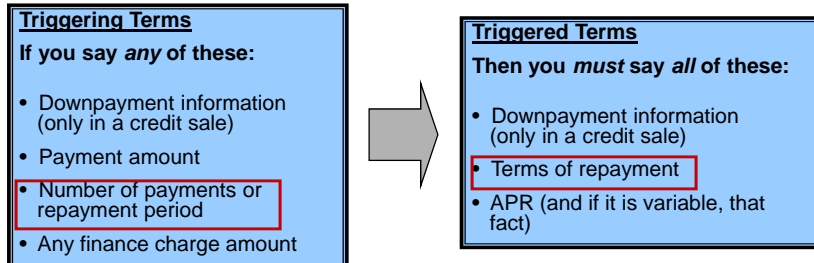 Triggering Terms
If you say any of these:
• Downpayment information
(only in a credit sale)
• Payment amount
• Number of payments or
repayment period
• Any finance charge amount
Triggered Terms
Then you must say all of these:
• Downpayment information
(only in a credit sale)
• Terms of repayment
• APR (and if it is variable, that
fact)